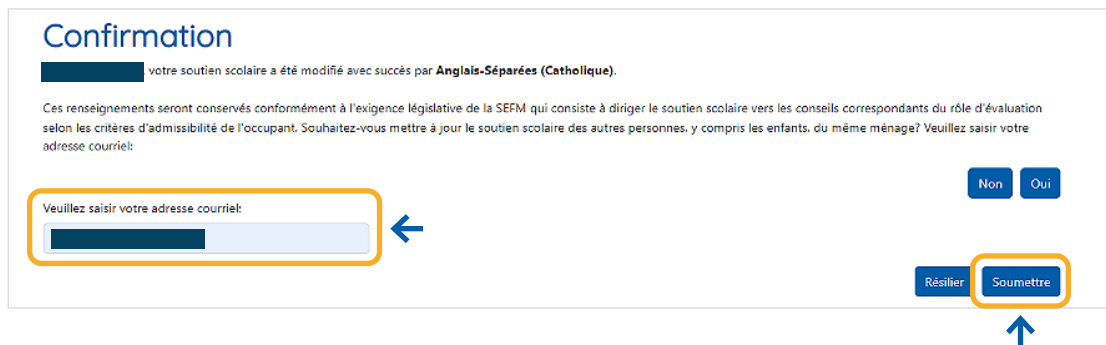 Confirmation
, votre soutien scolaire a été modifié avec succès par Anglais-Séparées (Catholique).
Ces renseignements seront conservés conformément à l'exigence législative de la SEFM qui consiste à diriger le soutien scolaire vers les conseils correspondants du rôle d'évaluation
selon les critères d'admissibilité de l'occupant. Souhaitez-vous mettre à jour le soutien scolaire des autres personnes, y compris les enfants, du même ménage? Veuillez saisir votre
adresse courriel:
Non Oui
Veuillez saisir votre adresse courriel:
Résilier Soumettre